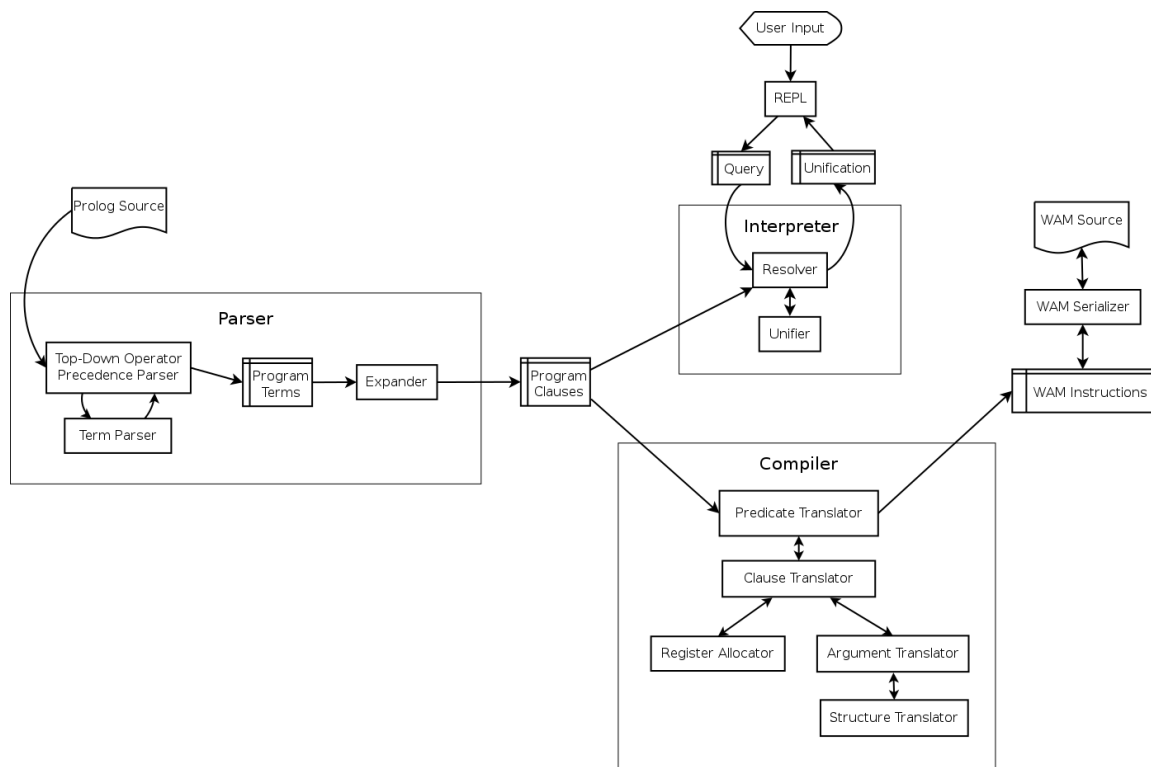 User Input
REPL
Query
Unification
Prolog Source
Interpreter
WAM Source
Resolver
WAM Serializer
Parser
Unifier
Top-Down Operator
Precedence Parser
Program
Terms
Expander
Program
Clauses
WAM Instructions
Term Parser
Compiler
Predicate Translator
Clause Translator
Register Allocator
Argument Translator
Structure Translator